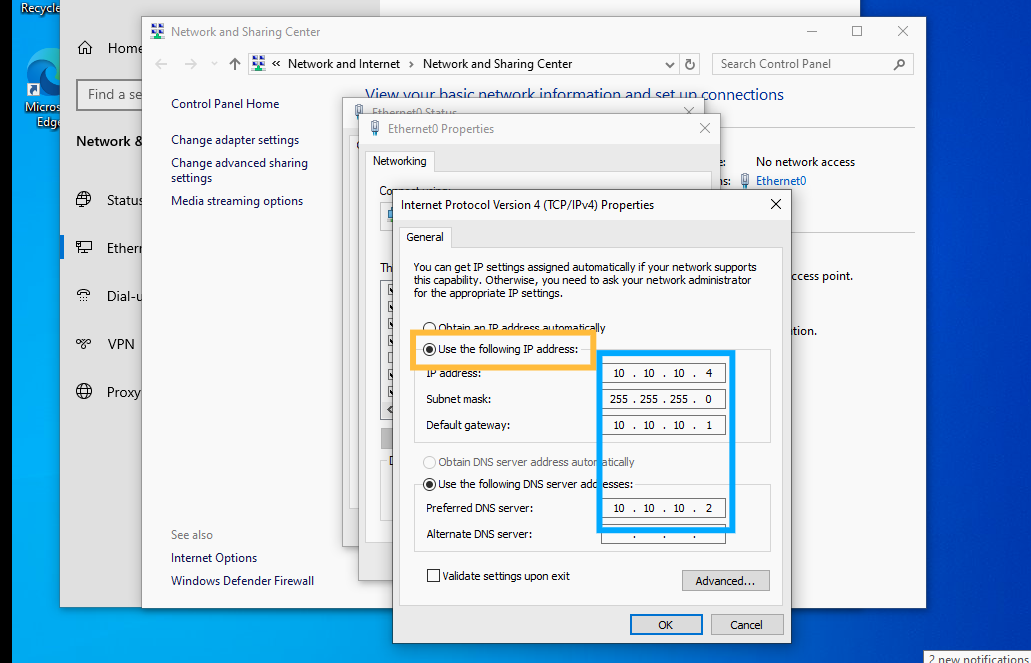 Recycle
Micros
Edge
Home
Find a se
Network &
Status
Ethern
Dial-u
VPN
Proxy
Network and Sharing Center
« Network and Internet › Network and Sharing Center
Search Control Panel
Control Panel Home
Change adapter settings
Change advanced sharing
settings
Media streaming options
See also
Internet Options
Windows Defender Firewall
View your basic network information and set up connections
No network access
Ethernet0
ccess point.
Ethernet0 Status
Ethernet0 Properties
Networking
Connect using:
Th
Internet Protocol Version 4 (TCP/IPv4) Properties
General
You can get IP settings assigned automatically if your network supports
this capability. Otherwise, you need to ask your network administrator
for the appropriate IP settings.
Obtain an IP address automatically
Use the following IP address:
IP address: 10 . 10 . 10 . 4
Subnet mask: 255 . 255 . 255 . 0
Default gateway: 10 . 10 . 10 . 1
Obtain DNS server address automatically
Use the following DNS server addresses:
Preferred DNS server: 10 . 10 . 10 . 2
Alternate DNS server: . . .
Validate settings upon exit
Advanced...
OK
Cancel
2 new notifications